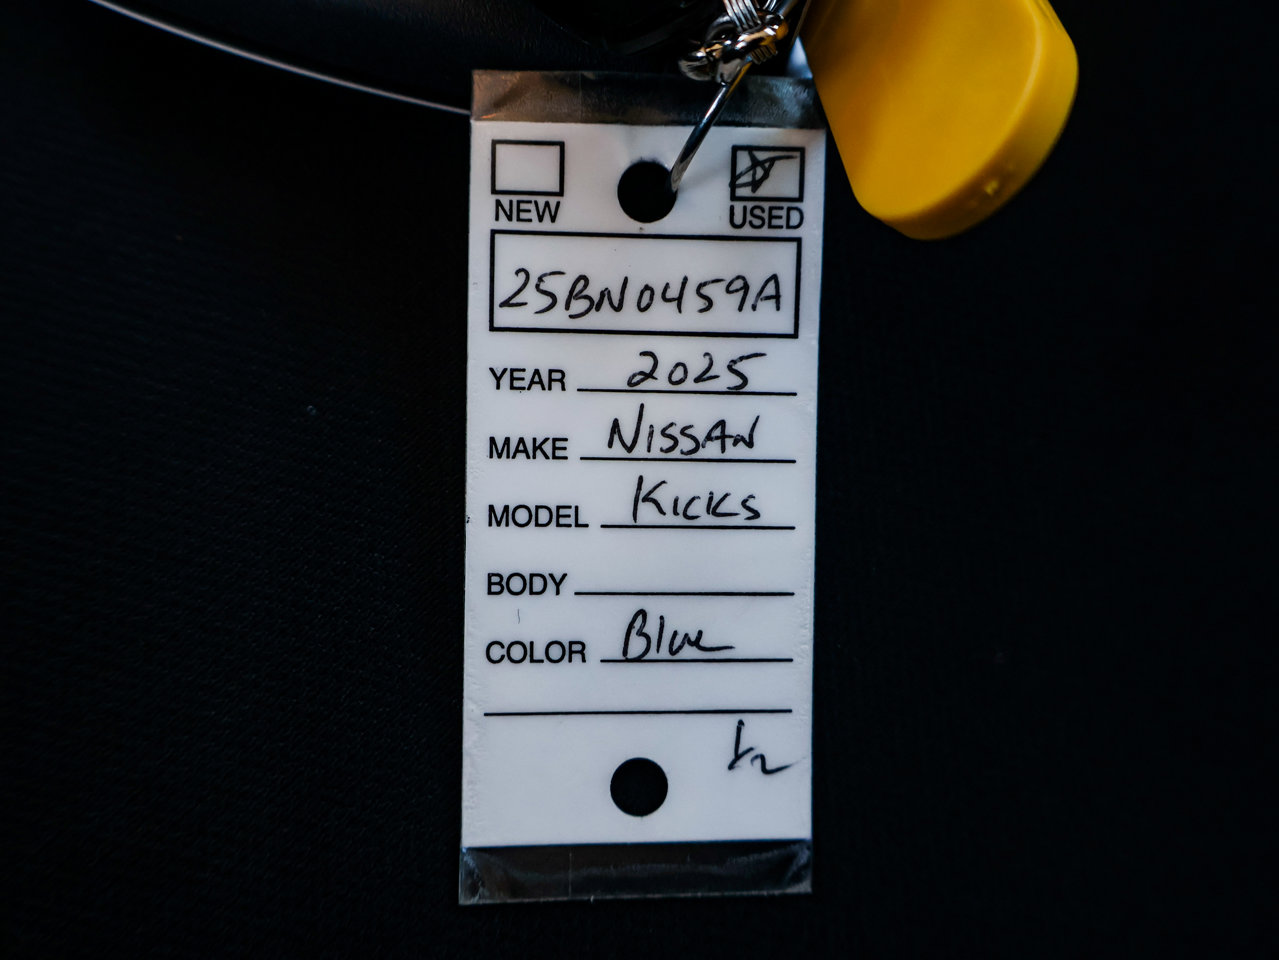 NEW USED
25BN0459A
YEAR 2025
MAKE NISSAN
MODEL KICKS
BODY
COLOR Blue